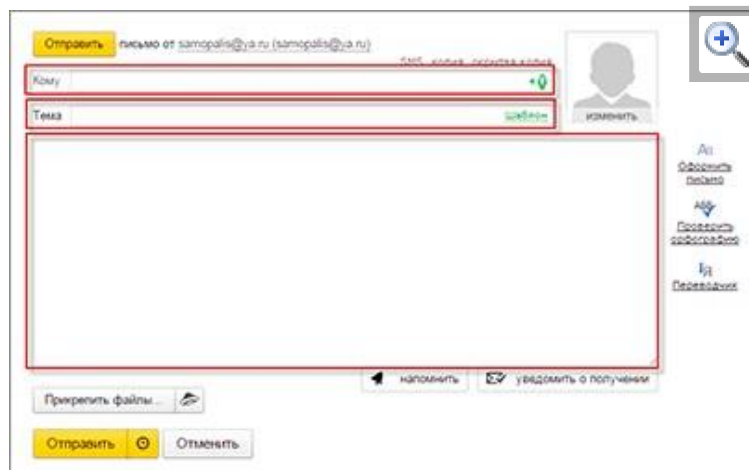 Отправить письмо от samopalis@ya.ru (samopalis@ya.ru)
SMS копия скрытая копия
Кому
Тема шаблон изменить
Оформить
письмо
Проверить
орфографию
Переводчик
напомнить уведомить о получении
Прикрепить файлы...
Отправить Отменить